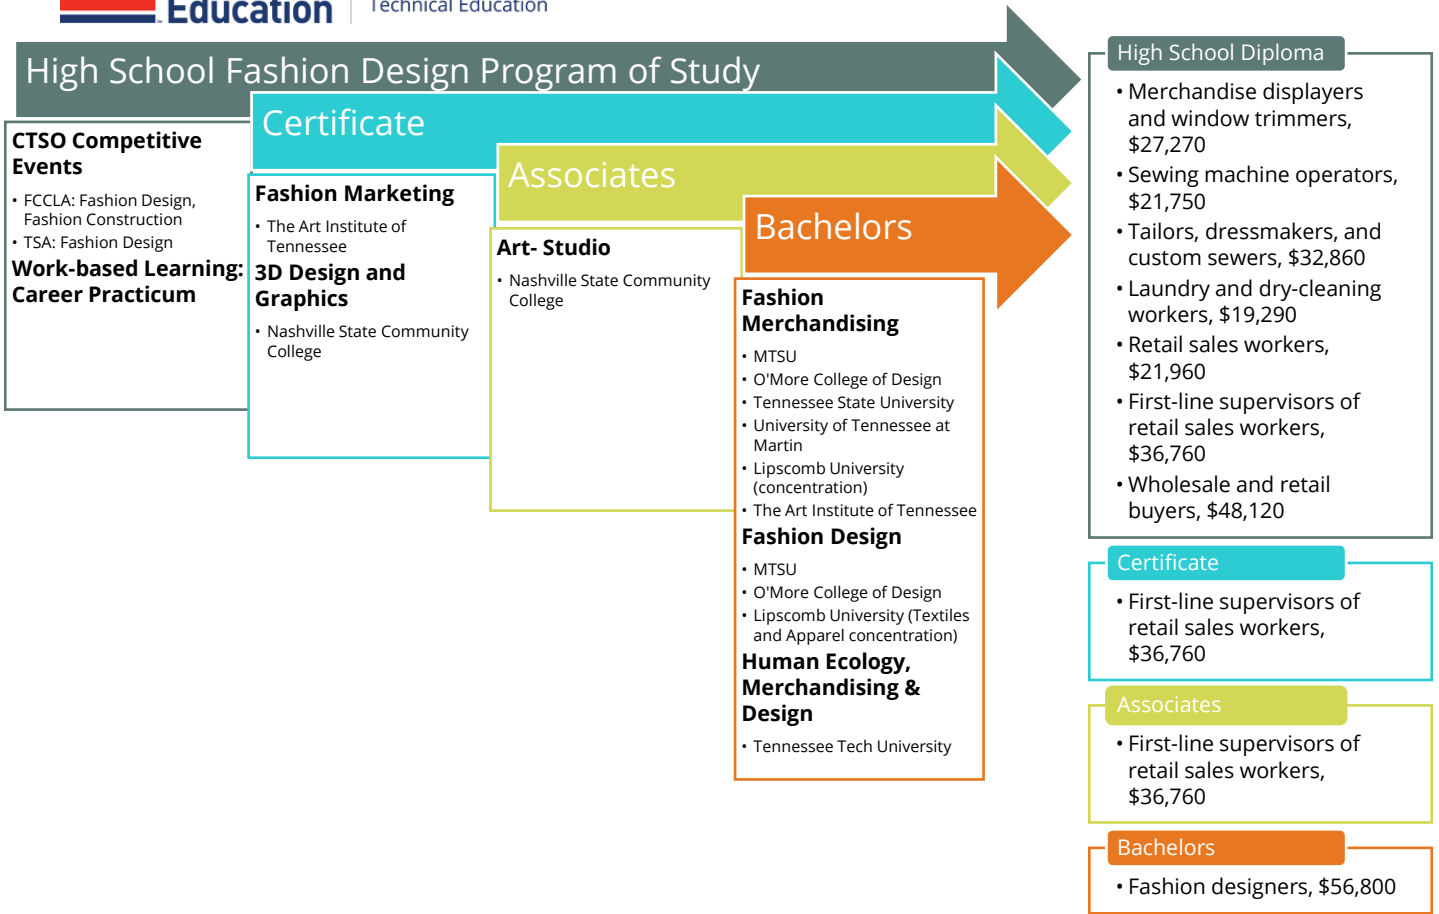 Education
Technical Education
High School Fashion Design Program of Study
CTSO Competitive
Events
• FCCLA: Fashion Design,
Fashion Construction
• TSA: Fashion Design
Work-based Learning:
Career Practicum
Certificate
Fashion Marketing
• The Art Institute of
Tennessee
3D Design and
Graphics
• Nashville State Community
College
Associates
Art- Studio
• Nashville State Community
College
Bachelors
Fashion
Merchandising
• MTSU
• O'More College of Design
• Tennessee State University
• University of Tennessee at
Martin
• Lipscomb University
(concentration)
• The Art Institute of Tennessee
Fashion Design
• MTSU
• O'More College of Design
• Lipscomb University (Textiles
and Apparel concentration)
Human Ecology,
Merchandising &
Design
• Tennessee Tech University
High School Diploma
• Merchandise displayers
and window trimmers,
$27,270
• Sewing machine operators,
$21,750
• Tailors, dressmakers, and
custom sewers, $32,860
• Laundry and dry-cleaning
workers, $19,290
• Retail sales workers,
$21,960
• First-line supervisors of
retail sales workers,
$36,760
• Wholesale and retail
buyers, $48,120
Certificate
• First-line supervisors of
retail sales workers,
$36,760
Associates
• First-line supervisors of
retail sales workers,
$36,760
Bachelors
• Fashion designers, $56,800